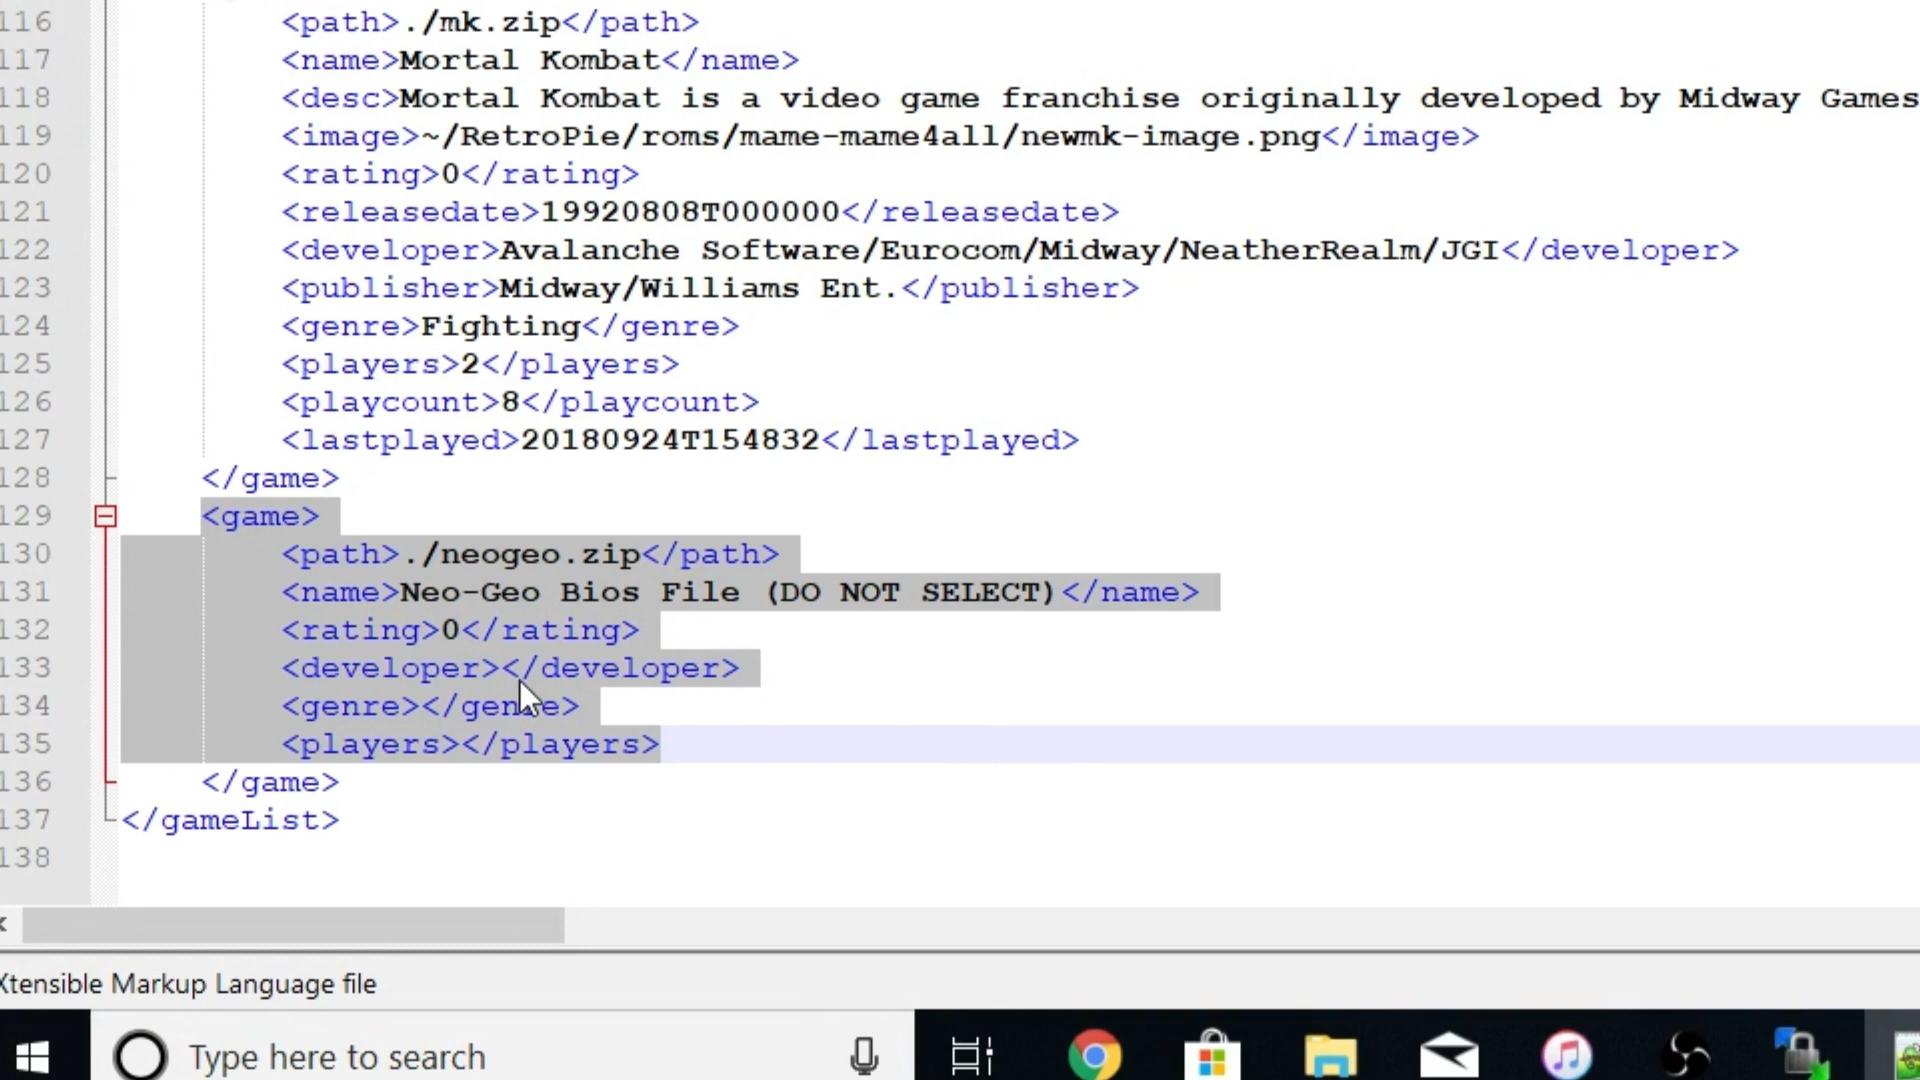 116 <path>./mk.zip</path>
117 <name>Mortal Kombat</name>
118 <desc>Mortal Kombat is a video game franchise originally developed by Midway Games
119 <image>~/RetroPie/roms/mame-mame4all/newmk-image.png</image>
120 <rating>0</rating>
121 <releasedate>19920808T000000</releasedate>
122 <developer>Avalanche Software/Eurocom/Midway/NeatherRealm/JGI</developer>
123 <publisher>Midway/Williams Ent.</publisher>
124 <genre>Fighting</genre>
125 <players>2</players>
126 <playcount>8</playcount>
127 <lastplayed>20180924T154832</lastplayed>
128 </game>
129 <game>
130 <path>./neogeo.zip</path>
131 <name>Neo-Geo Bios File (DO NOT SELECT)</name>
132 <rating>0</rating>
133 <developer></developer>
134 <genre></genre>
135 <players></players>
136 </game>
137 </gameList>
138
Xtensible Markup Language file
Type here to search